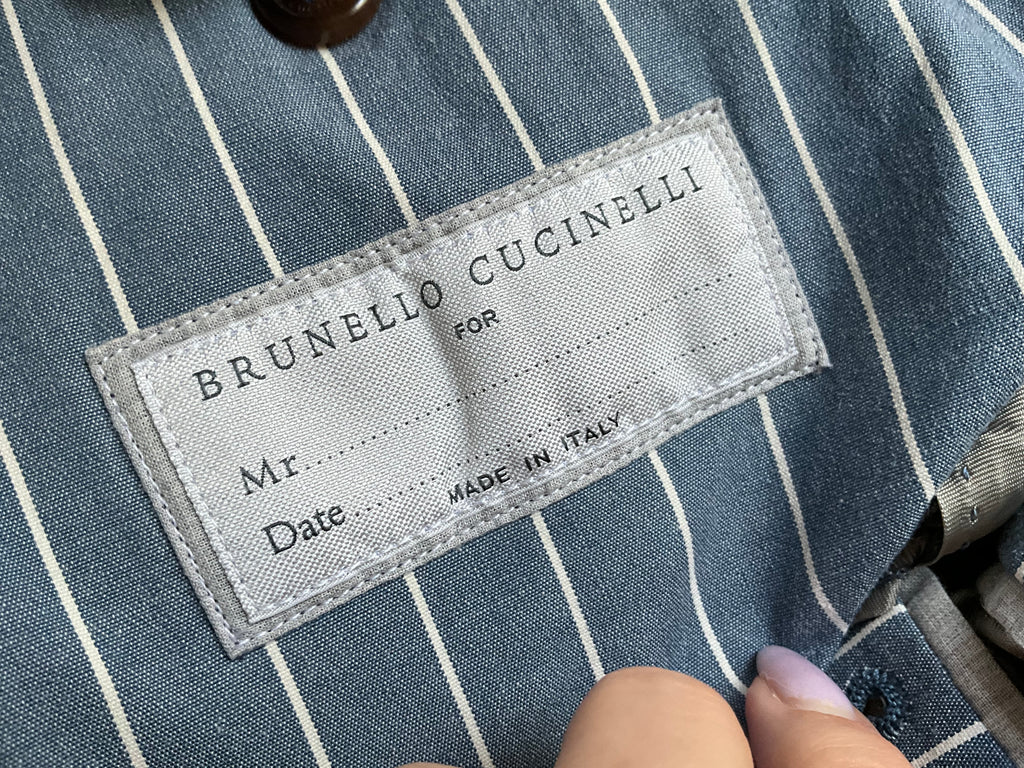 BRUNELLO CUCINELLI
FOR
Mr....................
Date....................
MADE IN ITALY